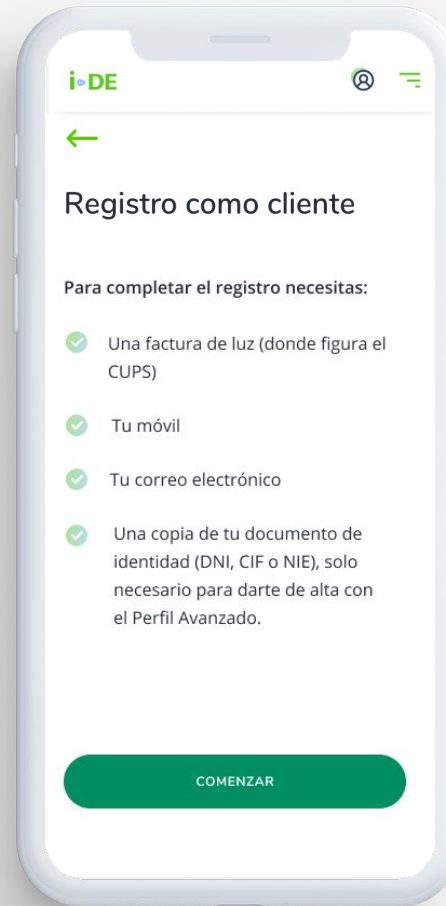 i-DE
Registro como cliente
Para completar el registro necesitas:
Una factura de luz (donde figura el
CUPS)
Tu móvil
Tu correo electrónico
Una copia de tu documento de
identidad (DNI, CIF o NIE), solo
necesario para darte de alta con
el Perfil Avanzado.
COMENZAR